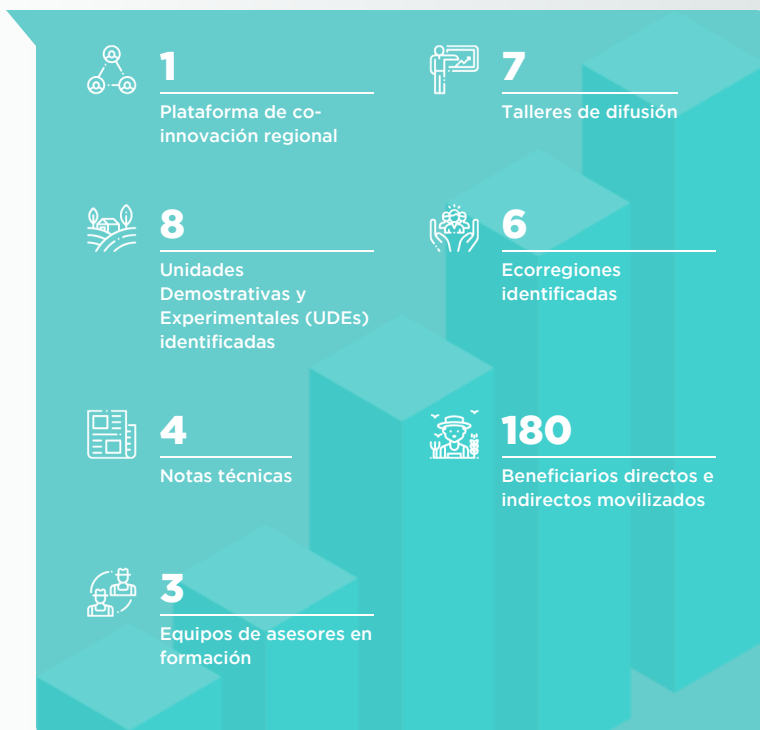 1
Plataforma de co-
innovación regional
7
Talleres de difusión
8
Unidades
Demostrativas y
Experimentales (UDEs)
identificadas
6
Ecorregiones
identificadas
4
Notas técnicas
180
Beneficiarios directos e
indirectos movilizados
3
Equipos de asesores en
formación